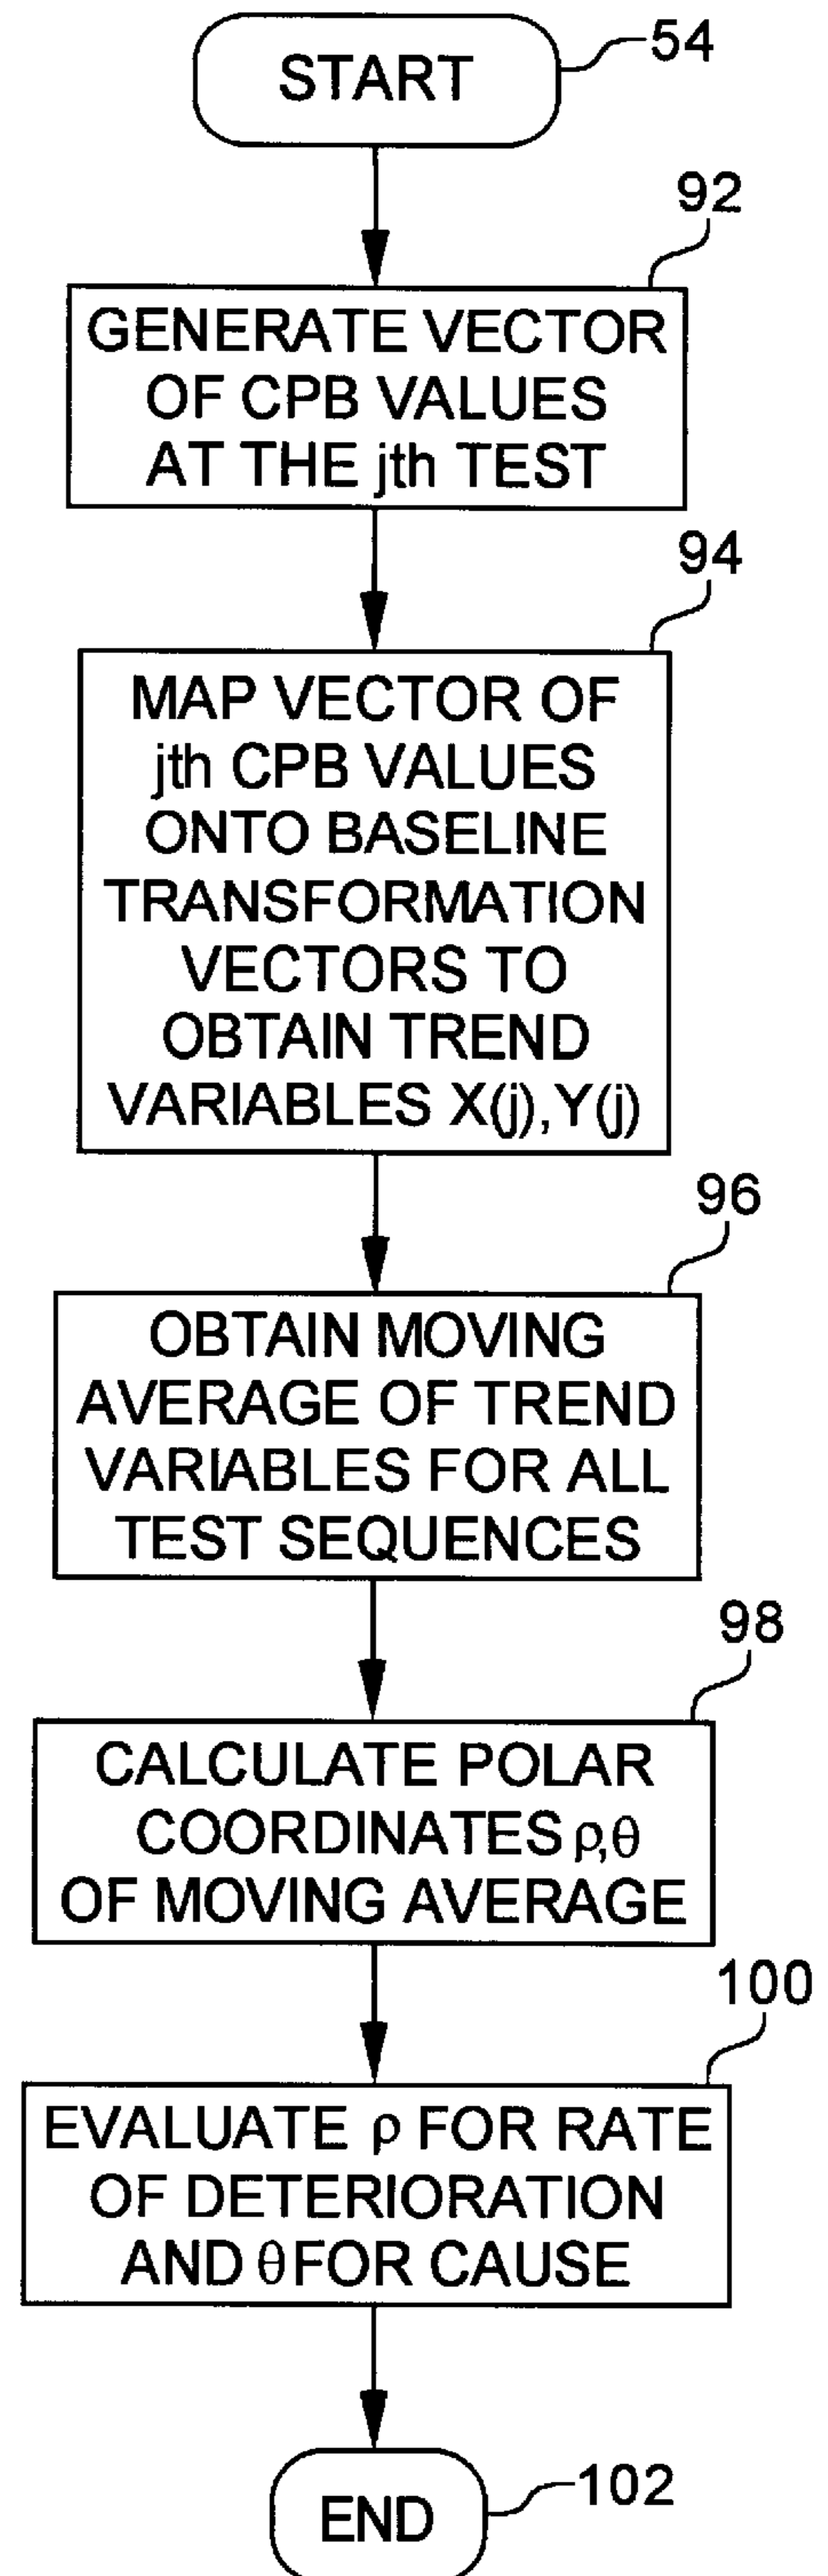 START
54
92
GENERATE VECTOR
OF CPB VALUES
AT THE jth TEST
94
MAP VECTOR OF
jth CPB VALUES
ONTO BASELINE
TRANSFORMATION
VECTORS TO
OBTAIN TREND
VARIABLES X(j), Y(j)
96
OBTAIN MOVING
AVERAGE OF TREND
VARIABLES FOR ALL
TEST SEQUENCES
98
CALCULATE POLAR
COORDINATES ρ,θ
OF MOVING AVERAGE
100
EVALUATE ρ FOR RATE
OF DETERIORATION
AND θ FOR CAUSE
END
102